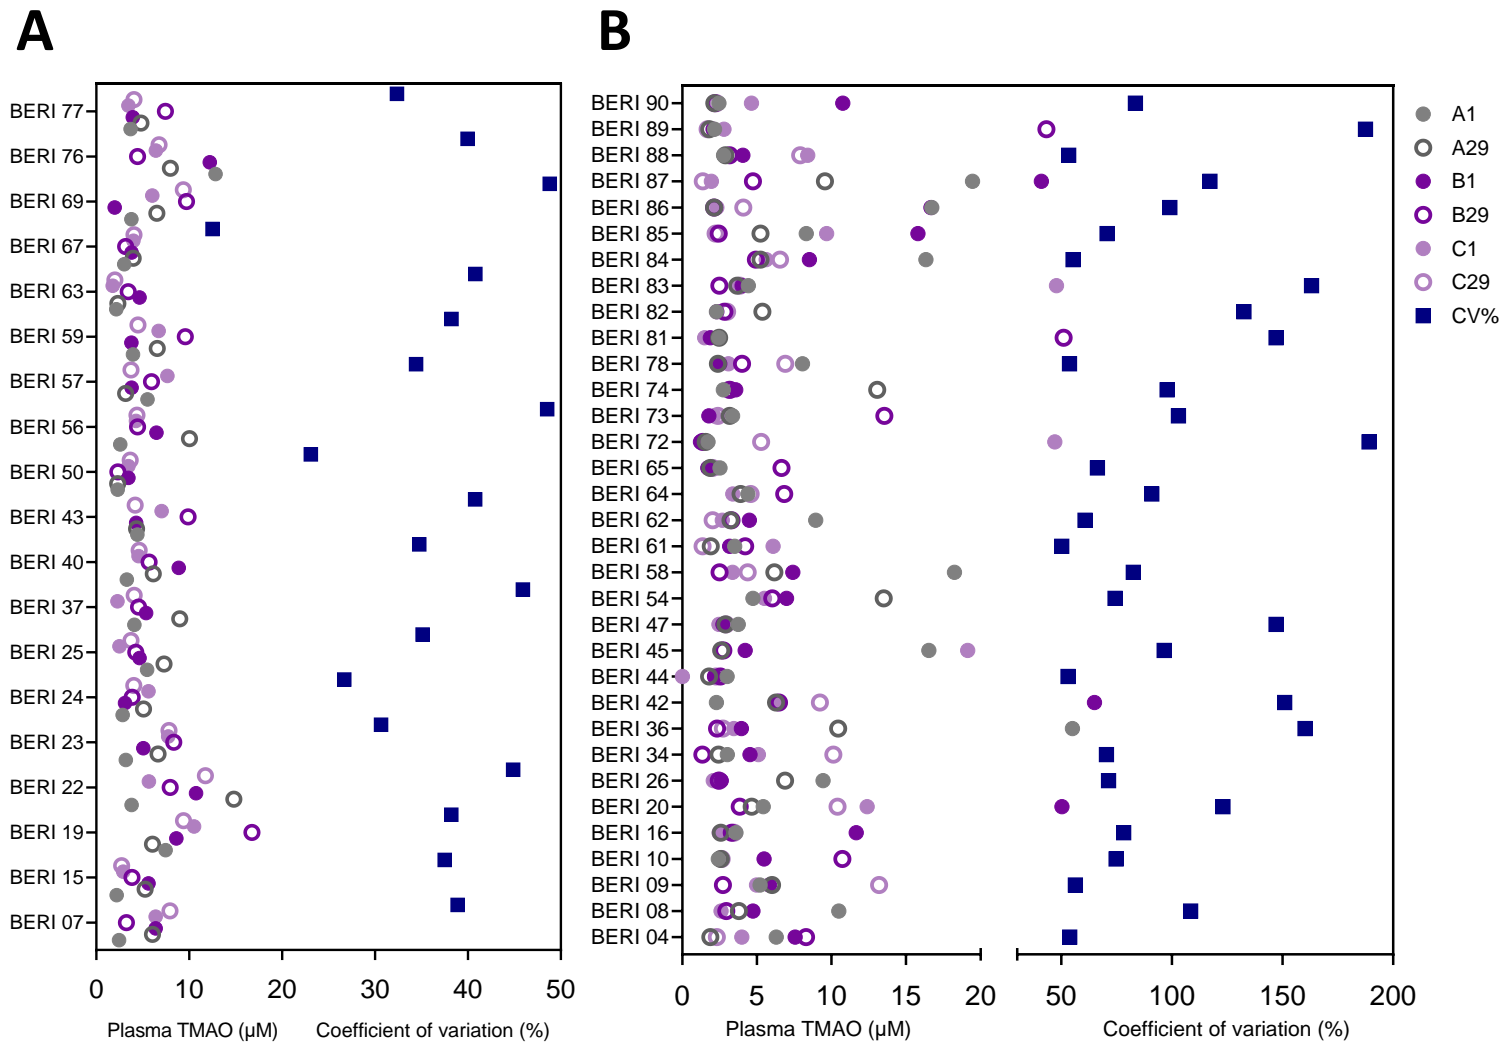 A
B
BERI 77
BERI 76
BERI 69
BERI 67
BERI 63
BERI 59
BERI 57
BERI 56
BERI 50
BERI 43
BERI 40
BERI 37
BERI 25
BERI 24
BERI 23
BERI 22
BERI 19
BERI 15
BERI 07
0 10 20 30 40 50
Plasma TMAO (µM) Coefficient of variation (%)
BERI 90
BERI 89
BERI 88
BERI 87
BERI 86
BERI 85
BERI 84
BERI 83
BERI 82
BERI 81
BERI 78
BERI 74
BERI 73
BERI 72
BERI 65
BERI 64
BERI 62
BERI 61
BERI 58
BERI 54
BERI 47
BERI 45
BERI 44
BERI 42
BERI 36
BERI 34
BERI 26
BERI 20
BERI 16
BERI 10
BERI 09
BERI 08
BERI 04
0 5 10 15 20 50 100 150 200
Plasma TMAO (µM) Coefficient of variation (%)
A1
A29
B1
B29
C1
C29
CV%